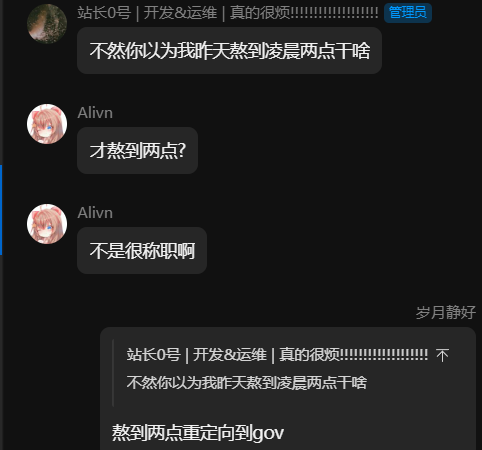 站长0号 | 开发&运维 | 真的很烦!!!!!!!!!!!!!!!!!!! 管理员
不然你以为我昨天熬到凌晨两点干啥
Alivn
才熬到两点?
Alivn
不是很称职啊
岁月静好
站长0号 | 开发&运维 | 真的很烦!!!!!!!!!!!!!!!!!!!
不然你以为我昨天熬到凌晨两点干啥
熬到两点重定向到gov